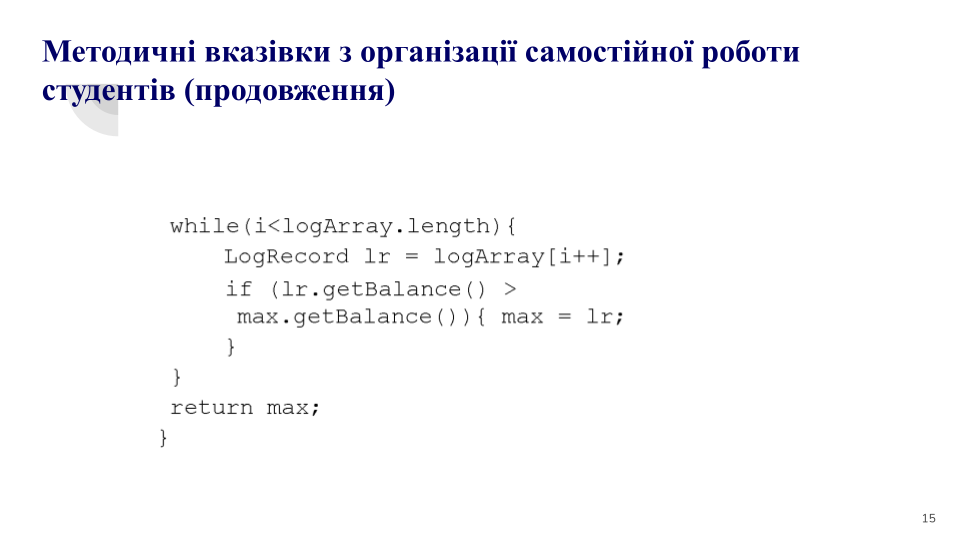 Методичні вказівки з організації самостійної роботи
студентів (продовження)
while(i<logArray.length){
LogRecord lr = logArray[i++];
if (lr.getBalance() >
max.getBalance()){ max = lr;
}
}
return max;
}
15